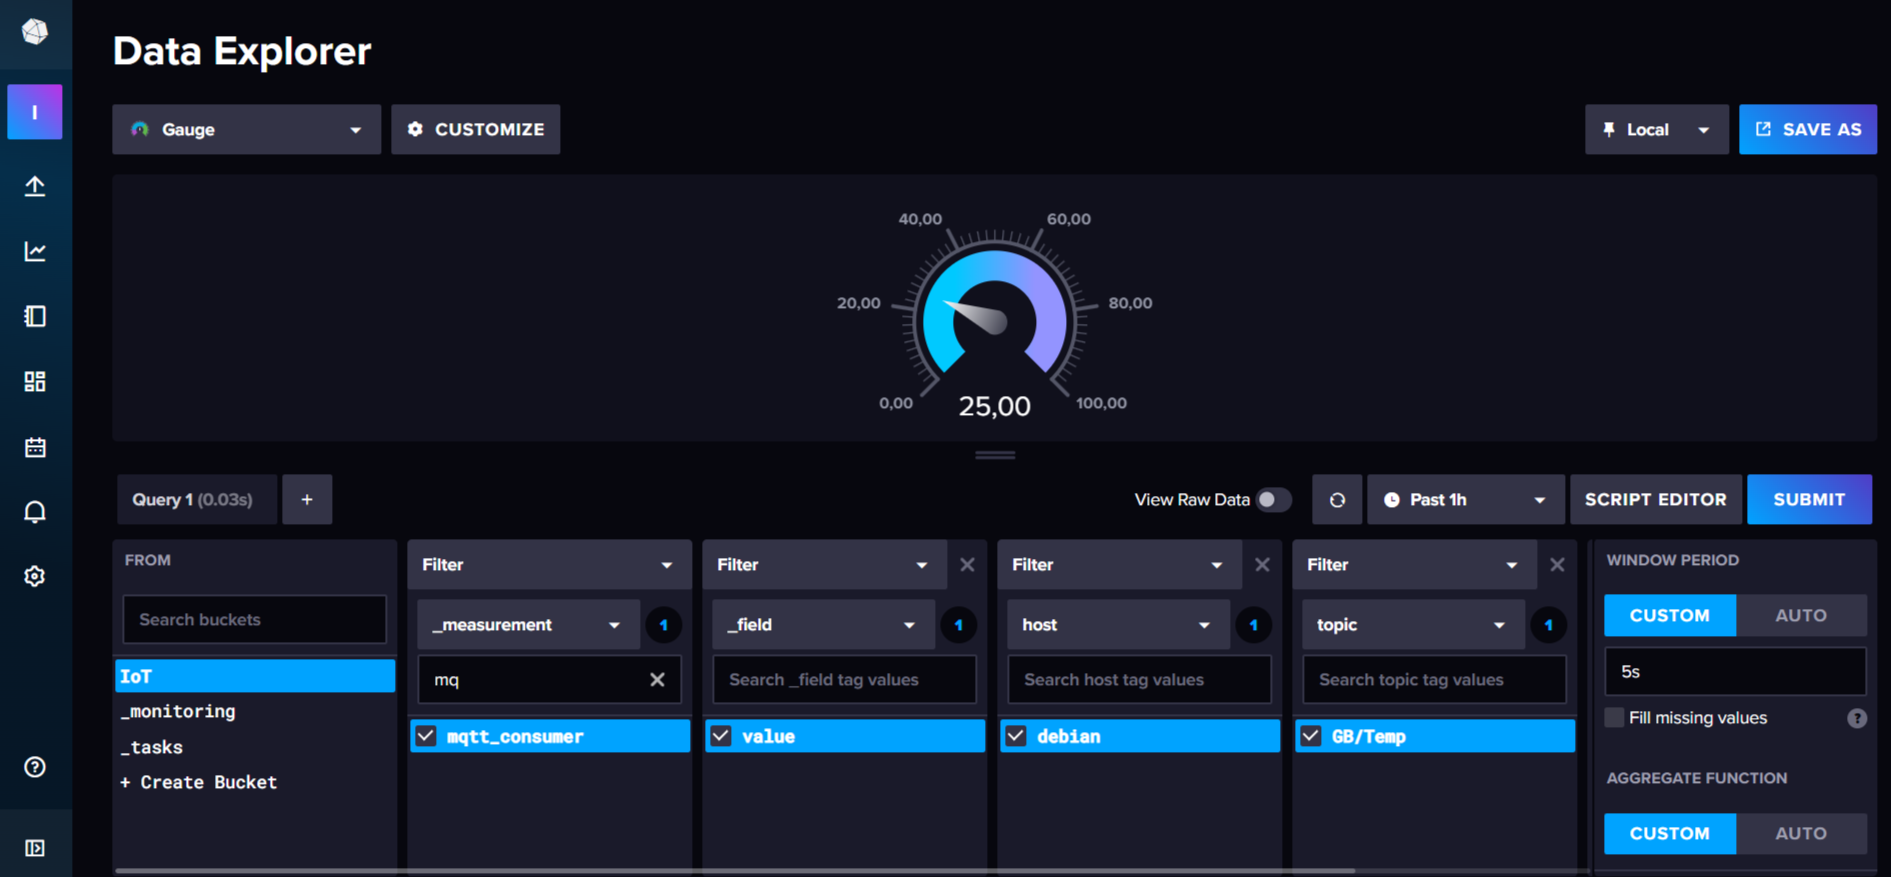 Data Explorer
I
Gauge
CUSTOMIZE
Local
SAVE AS
40,00
60,00
20,00
80,00
0,00
25,00
100,00
Query 1 (0.03s)
+
View Raw Data
Past 1h
SCRIPT EDITOR
SUBMIT
FROM
Search buckets
IoT
_monitoring
_tasks
+ Create Bucket
Filter
_measurement
1
mq
mqtt_consumer
Filter
_field
1
Search _field tag values
value
Filter
host
1
Search host tag values
debian
Filter
topic
1
Search topic tag values
GB/Temp
WINDOW PERIOD
CUSTOM
AUTO
5s
Fill missing values
?
AGGREGATE FUNCTION
CUSTOM
AUTO